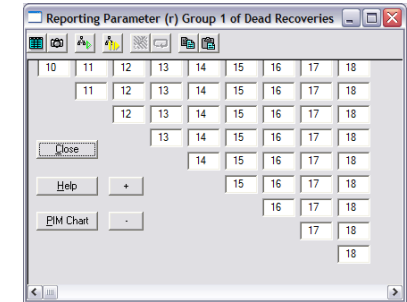 Reporting Parameter (r) Group 1 of Dead Recoveries
10 11 12 13 14 15 16 17 18
11 12 13 14 15 16 17 18
12 13 14 15 16 17 18
13 14 15 16 17 18
Close
14 15 16 17 18
Help + 15 16 17 18
16 17 18
PIM Chart - 17 18
18